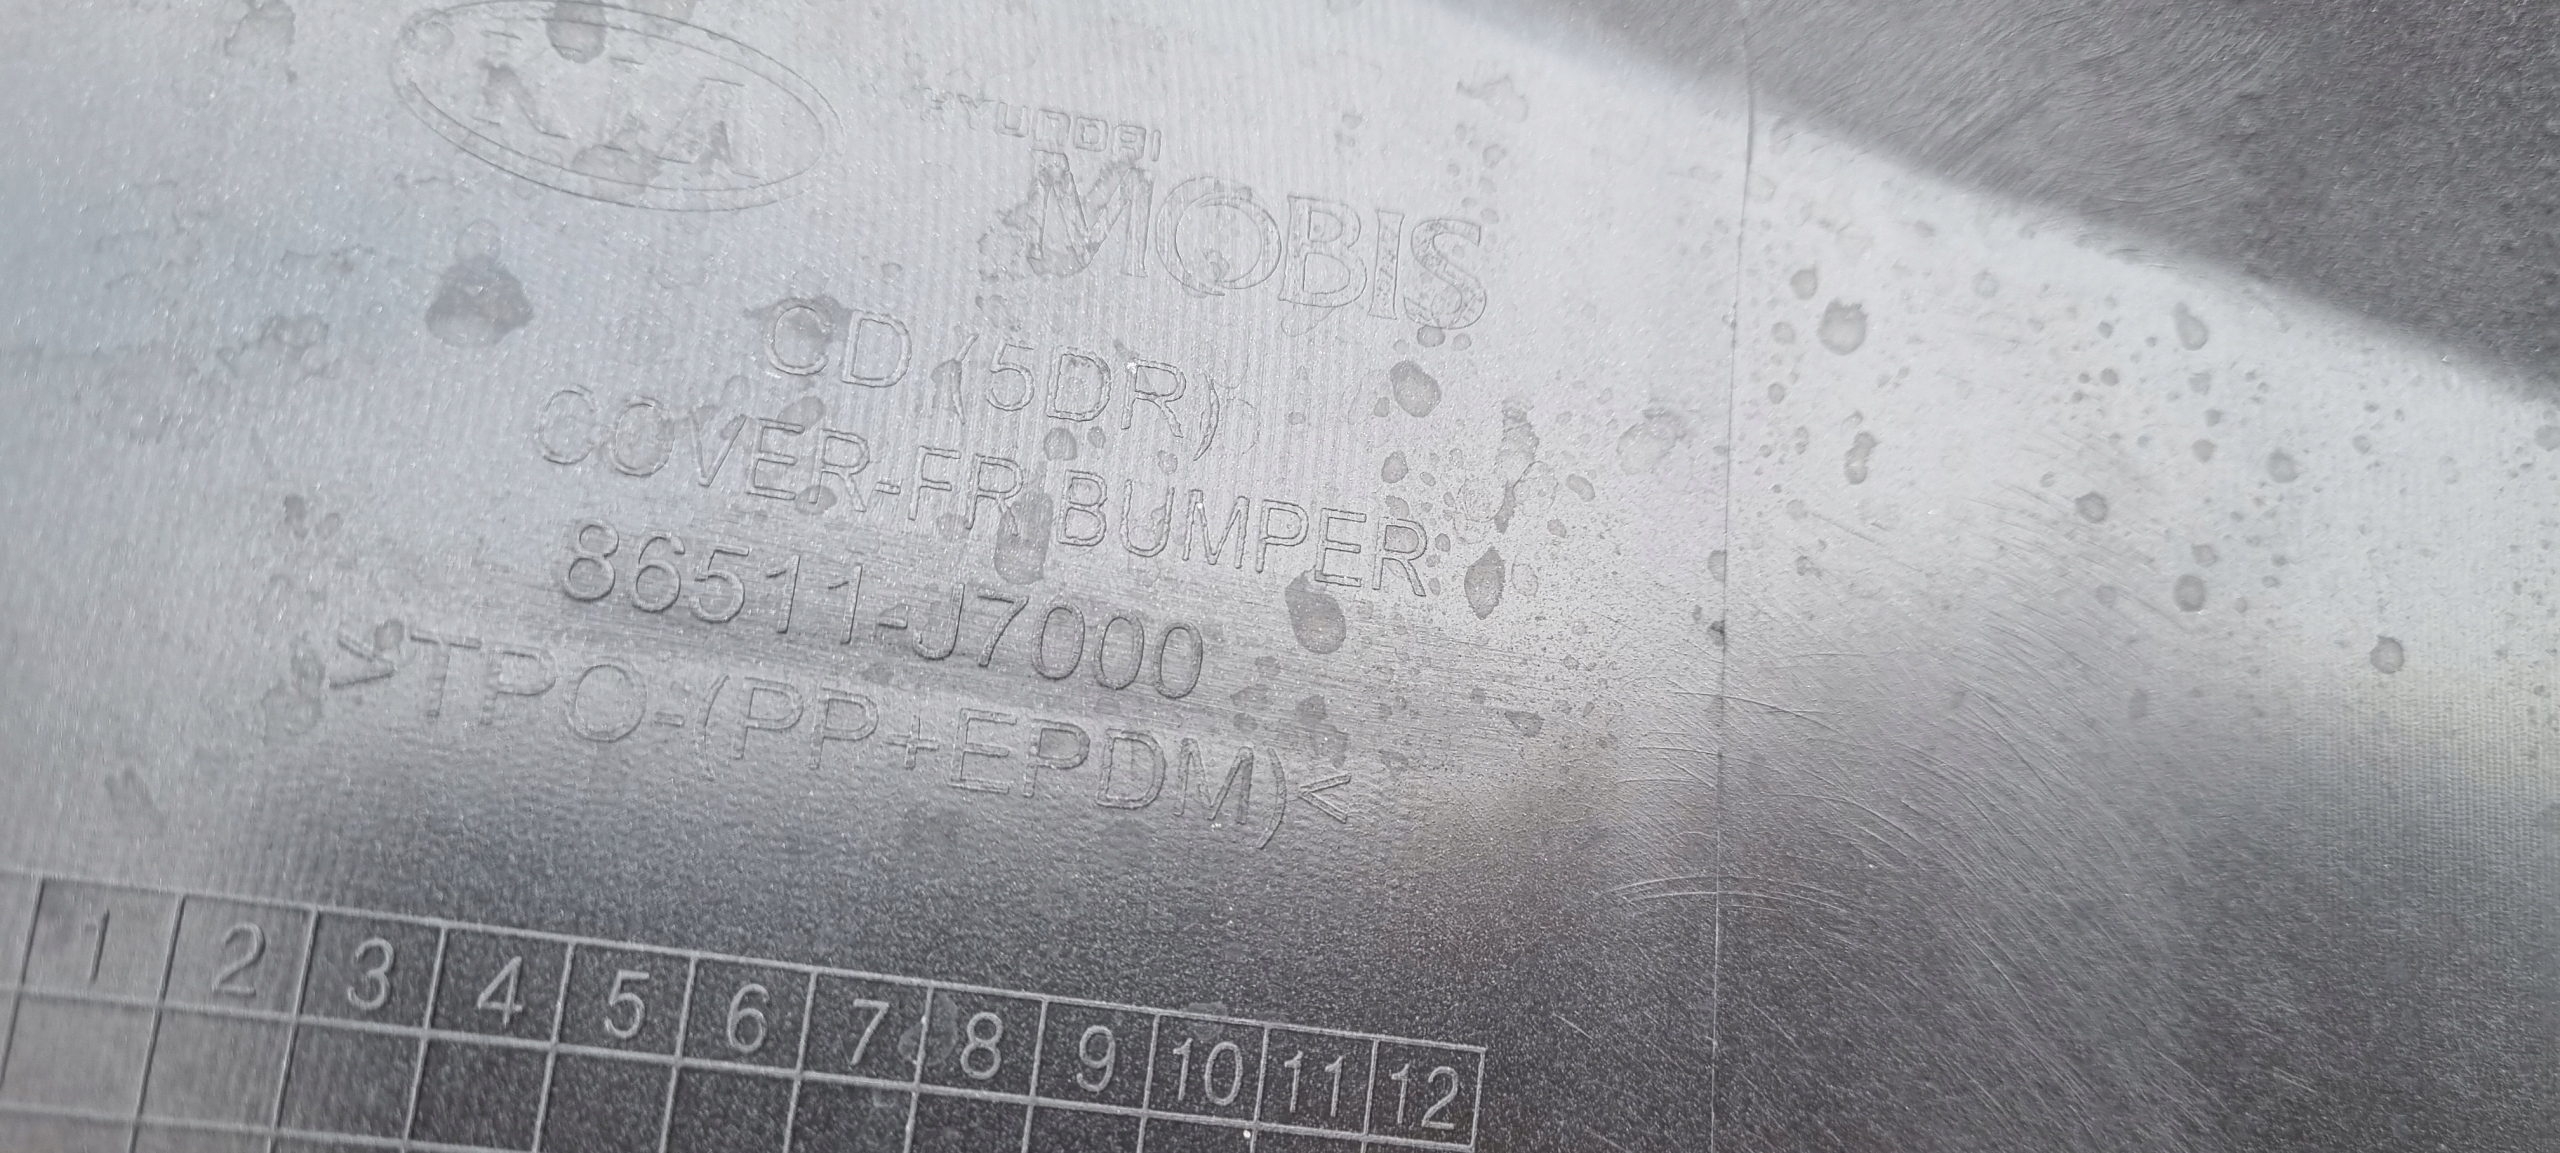 KIA
HYUNDAI
MOBIS
CD (5DR)
COVER-FR BUMPER
86511-J7000
>TPO-(PP+EPDM)<
1 2 3 4 5 6 7 8 9 10 11 12